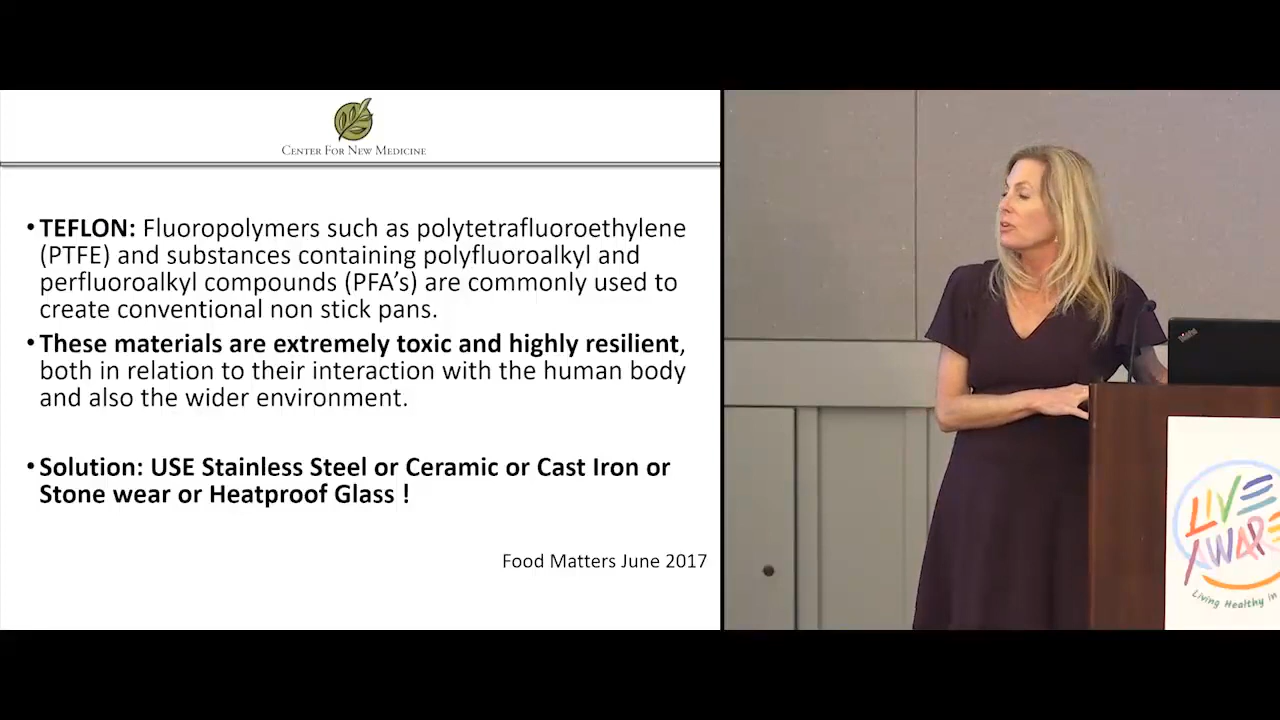 CENTER FOR NEW MEDICINE
• TEFLON: Fluoropolymers such as polytetrafluoroethylene
(PTFE) and substances containing polyfluoroalkyl and
perfluoroalkyl compounds (PFA’s) are commonly used to
create conventional non stick pans.
• These materials are extremely toxic and highly resilient,
both in relation to their interaction with the human body
and also the wider environment.
• Solution: USE Stainless Steel or Ceramic or Cast Iron or
Stone wear or Heatproof Glass !
Food Matters June 2017
ThinkPad
LIVE
AWARE
Living Healthy in